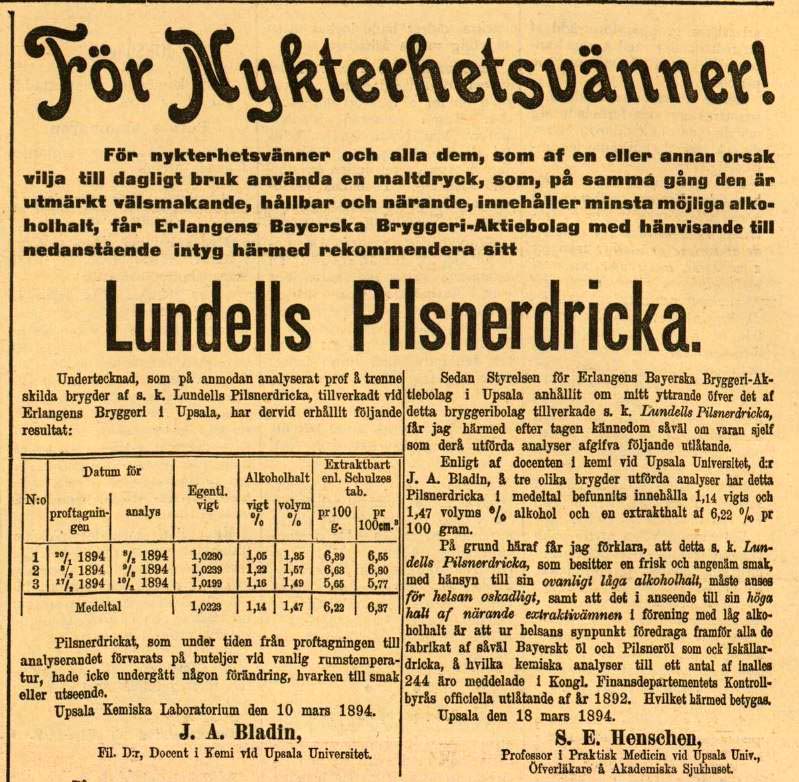 För Nykterhetsvänner!
För nykterhetsvänner och alla dem, som af en eller annan orsak
vilja till dagligt bruk använda en maltdryck, som, på samma gång den är
utmärkt välsmakande, hållbar och närande, innehåller minsta möjliga alko-
holhalt, får Erlangens Bayerska Bryggeri-Aktiebolag med hänvisande till
nedanstående intyg härmed rekommendera sitt
Lundells Pilsnerdricka.
Undertecknad, som på anmodan analyserat prof å trenne
skilda brygder af s. k. Lundells Pilsnerdricka, tillverkadt vid
Erlangens Bryggeri i Upsala, har dervid erhållit följande
resultat:
N:o
Datum för
proftagnin-
gen
analys
Egentl.
vigt
Alkoholhalt
vigt
%
volym
%
Extraktbart
enl. Schulzes
tab.
pr 100
g.
pr
100cm.³
1 1894 1894 1,0230 1,05 1,35 6,39 6,55
2 1894 1894 1,0239 1,22 1,57 6,63 6,80
3 1894 1894 1,0199 1,16 1,49 5,65 5,77
Medeltal 1,0223 1,14 1,47 6,22 6,37
Pilsnerdrickat, som under tiden från proftagningen till
analyserandet förvarats på buteljer vid vanlig rumstempera-
tur, hade icke undergått någon förändring, hvarken till smak
eller utseende.
Upsala Kemiska Laboratorium den 10 mars 1894.
J. A. Bladin,
Fil. D:r, Docent i Kemi vid Upsala Universitet.
Sedan Styrelsen för Erlangens Bayerska Bryggeri-Ak-
tiebolag i Upsala anhållit om mitt yttrande öfver det af
detta bryggeribolag tillverkade s. k. Lundells Pilsnerdricka,
får jag härmed efter tagen kännedom såväl om varan sjelf
som derå utförda analyser afgifva följande utlåtande.
Enligt af docenten i kemi vid Upsala Universitet, d:r
J. A. Bladin, å tre olika brygder utförda analyser har detta
Pilsnerdricka i medeltal befunnits innehålla 1,14 vigts och
1,47 volyms % alkohol och en extrakthalt af 6,22 % pr
100 gram.
På grund häraf får jag förklara, att detta s. k. Lun-
dells Pilsnerdricka, som besitter en frisk och angenäm smak,
med hänsyn till sin ovanligt låga alkoholhalt, måste anses
för helsan oskadligt, samt att det i anseende till sin höga
halt af närande extraktivämnen i förening med låg alko-
holhalt är att ur helsans synpunkt föredraga framför alla de
fabrikat af såväl Bayerskt öl och Pilsneröl som ock Iskällar-
dricka, å hvilka kemiska analyser till ett antal af inalles
244 äro meddelade i Kongl. Finansdepartementets Kontroll-
byrås officiella utlåtande af år 1892. Hvilket härmed betygas.
Upsala den 18 mars 1894.
S. E. Henschen,
Professor i Praktisk Medicin vid Upsala Univ.,
Öfverläkare å Akademiska Sjukhuset.